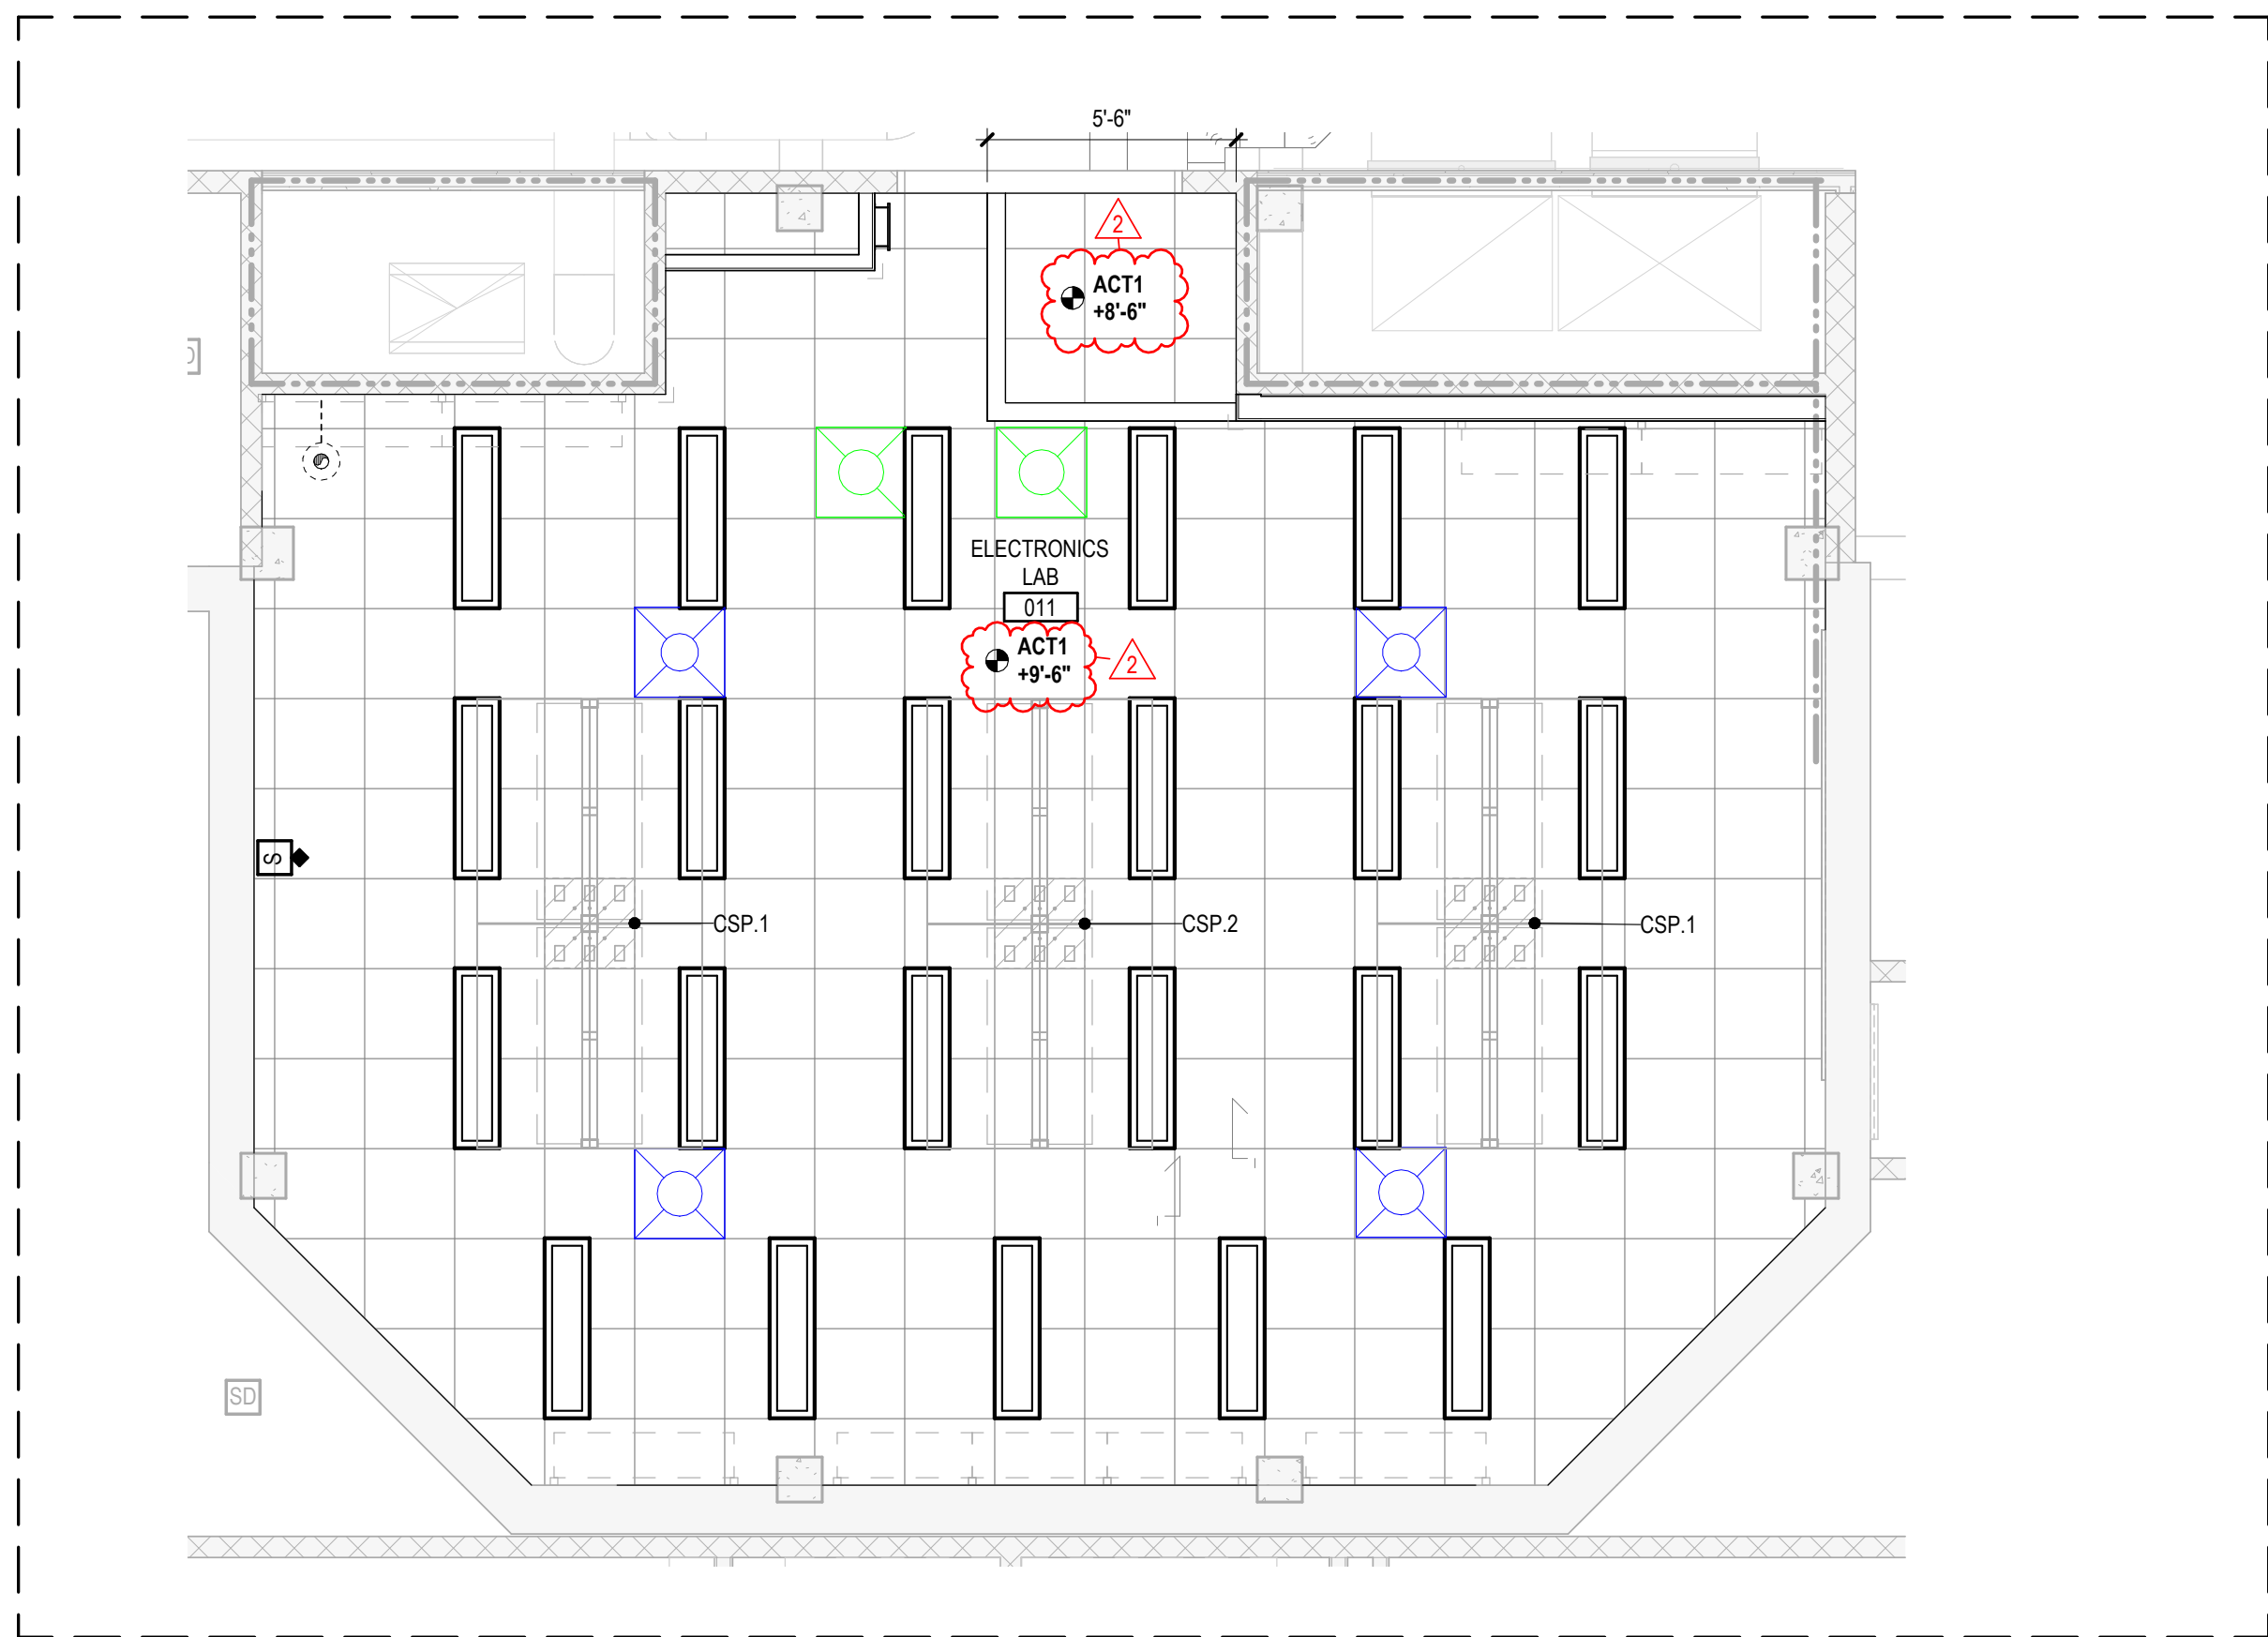 5'-6"
2
ACT1
+8'-6"
ELECTRONICS
LAB
011
ACT1
+9'-6"
2
S
CSP.1
CSP.2
CSP.1
SD